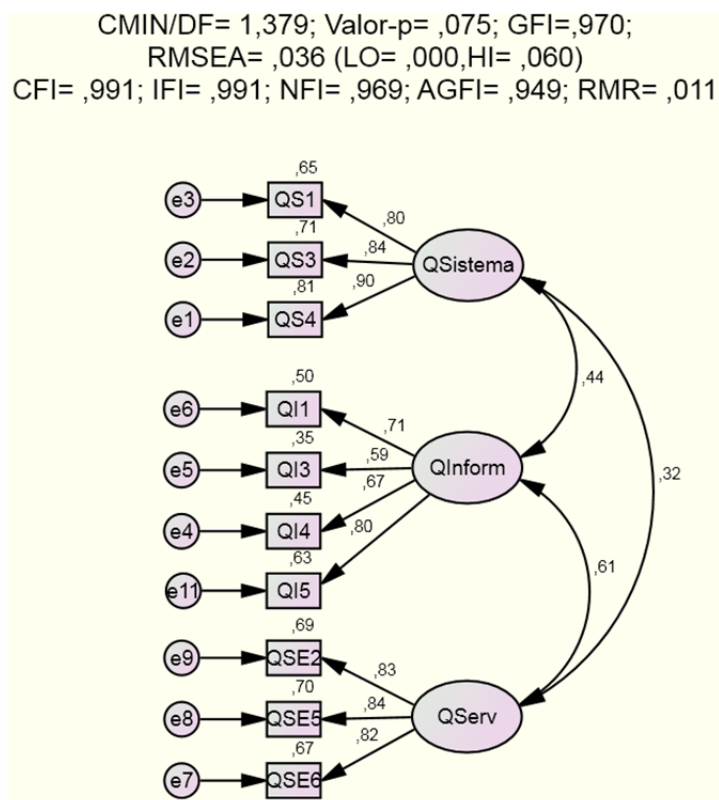 CMIN/DF= 1,379; Valor-p= ,075; GFI=,970;
RMSEA= ,036 (LO= ,000,HI= ,060)
CFI= ,991; IFI= ,991; NFI= ,969; AGFI= ,949; RMR= ,011
,65
e3 QS1 ,80
,71
e2 QS3 ,84 QSistema
,81
e1 QS4 ,90
,44
,50
e6 QI1 ,71
,35
e5 QI3 ,59 QInform
,45
e4 QI4 ,67
,32
,63
e11 QI5 ,80
,61
,69
e9 QSE2 ,83
,70
e8 QSE5 ,84 QServ
,67
e7 QSE6 ,82